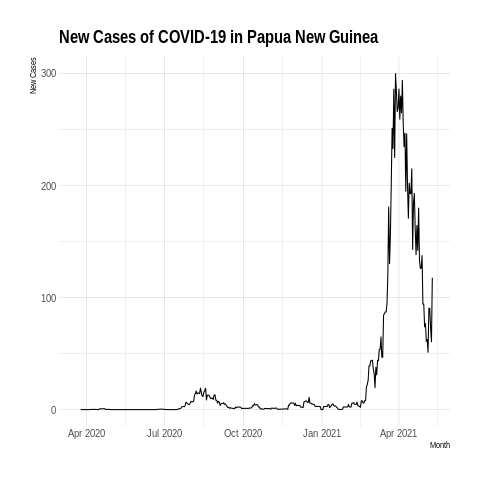 New Cases of COVID-19 in Papua New Guinea
New Cases
300
200
100
0
Apr 2020 Jul 2020 Oct 2020 Jan 2021 Apr 2021
Month